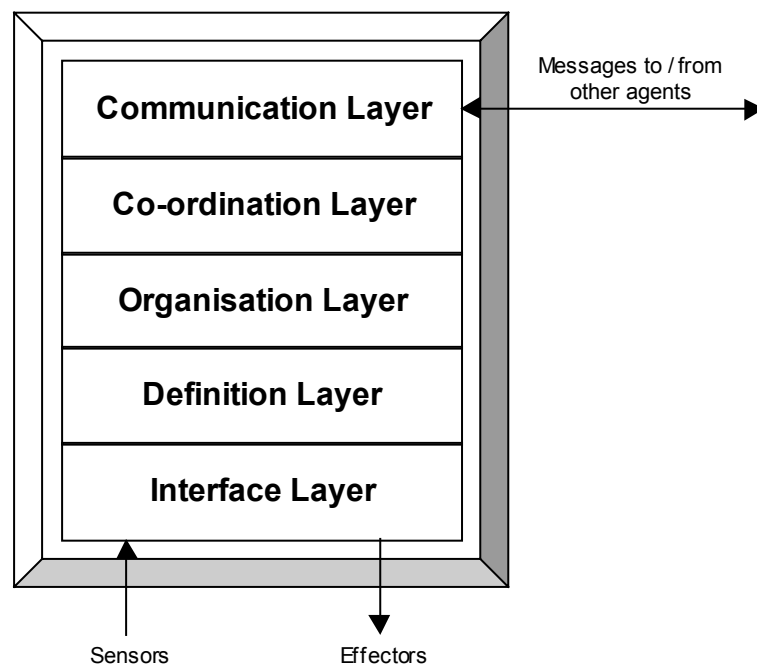 Communication Layer
Messages to / from
other agents
Co-ordination Layer
Organisation Layer
Definition Layer
Interface Layer
Sensors
Effectors